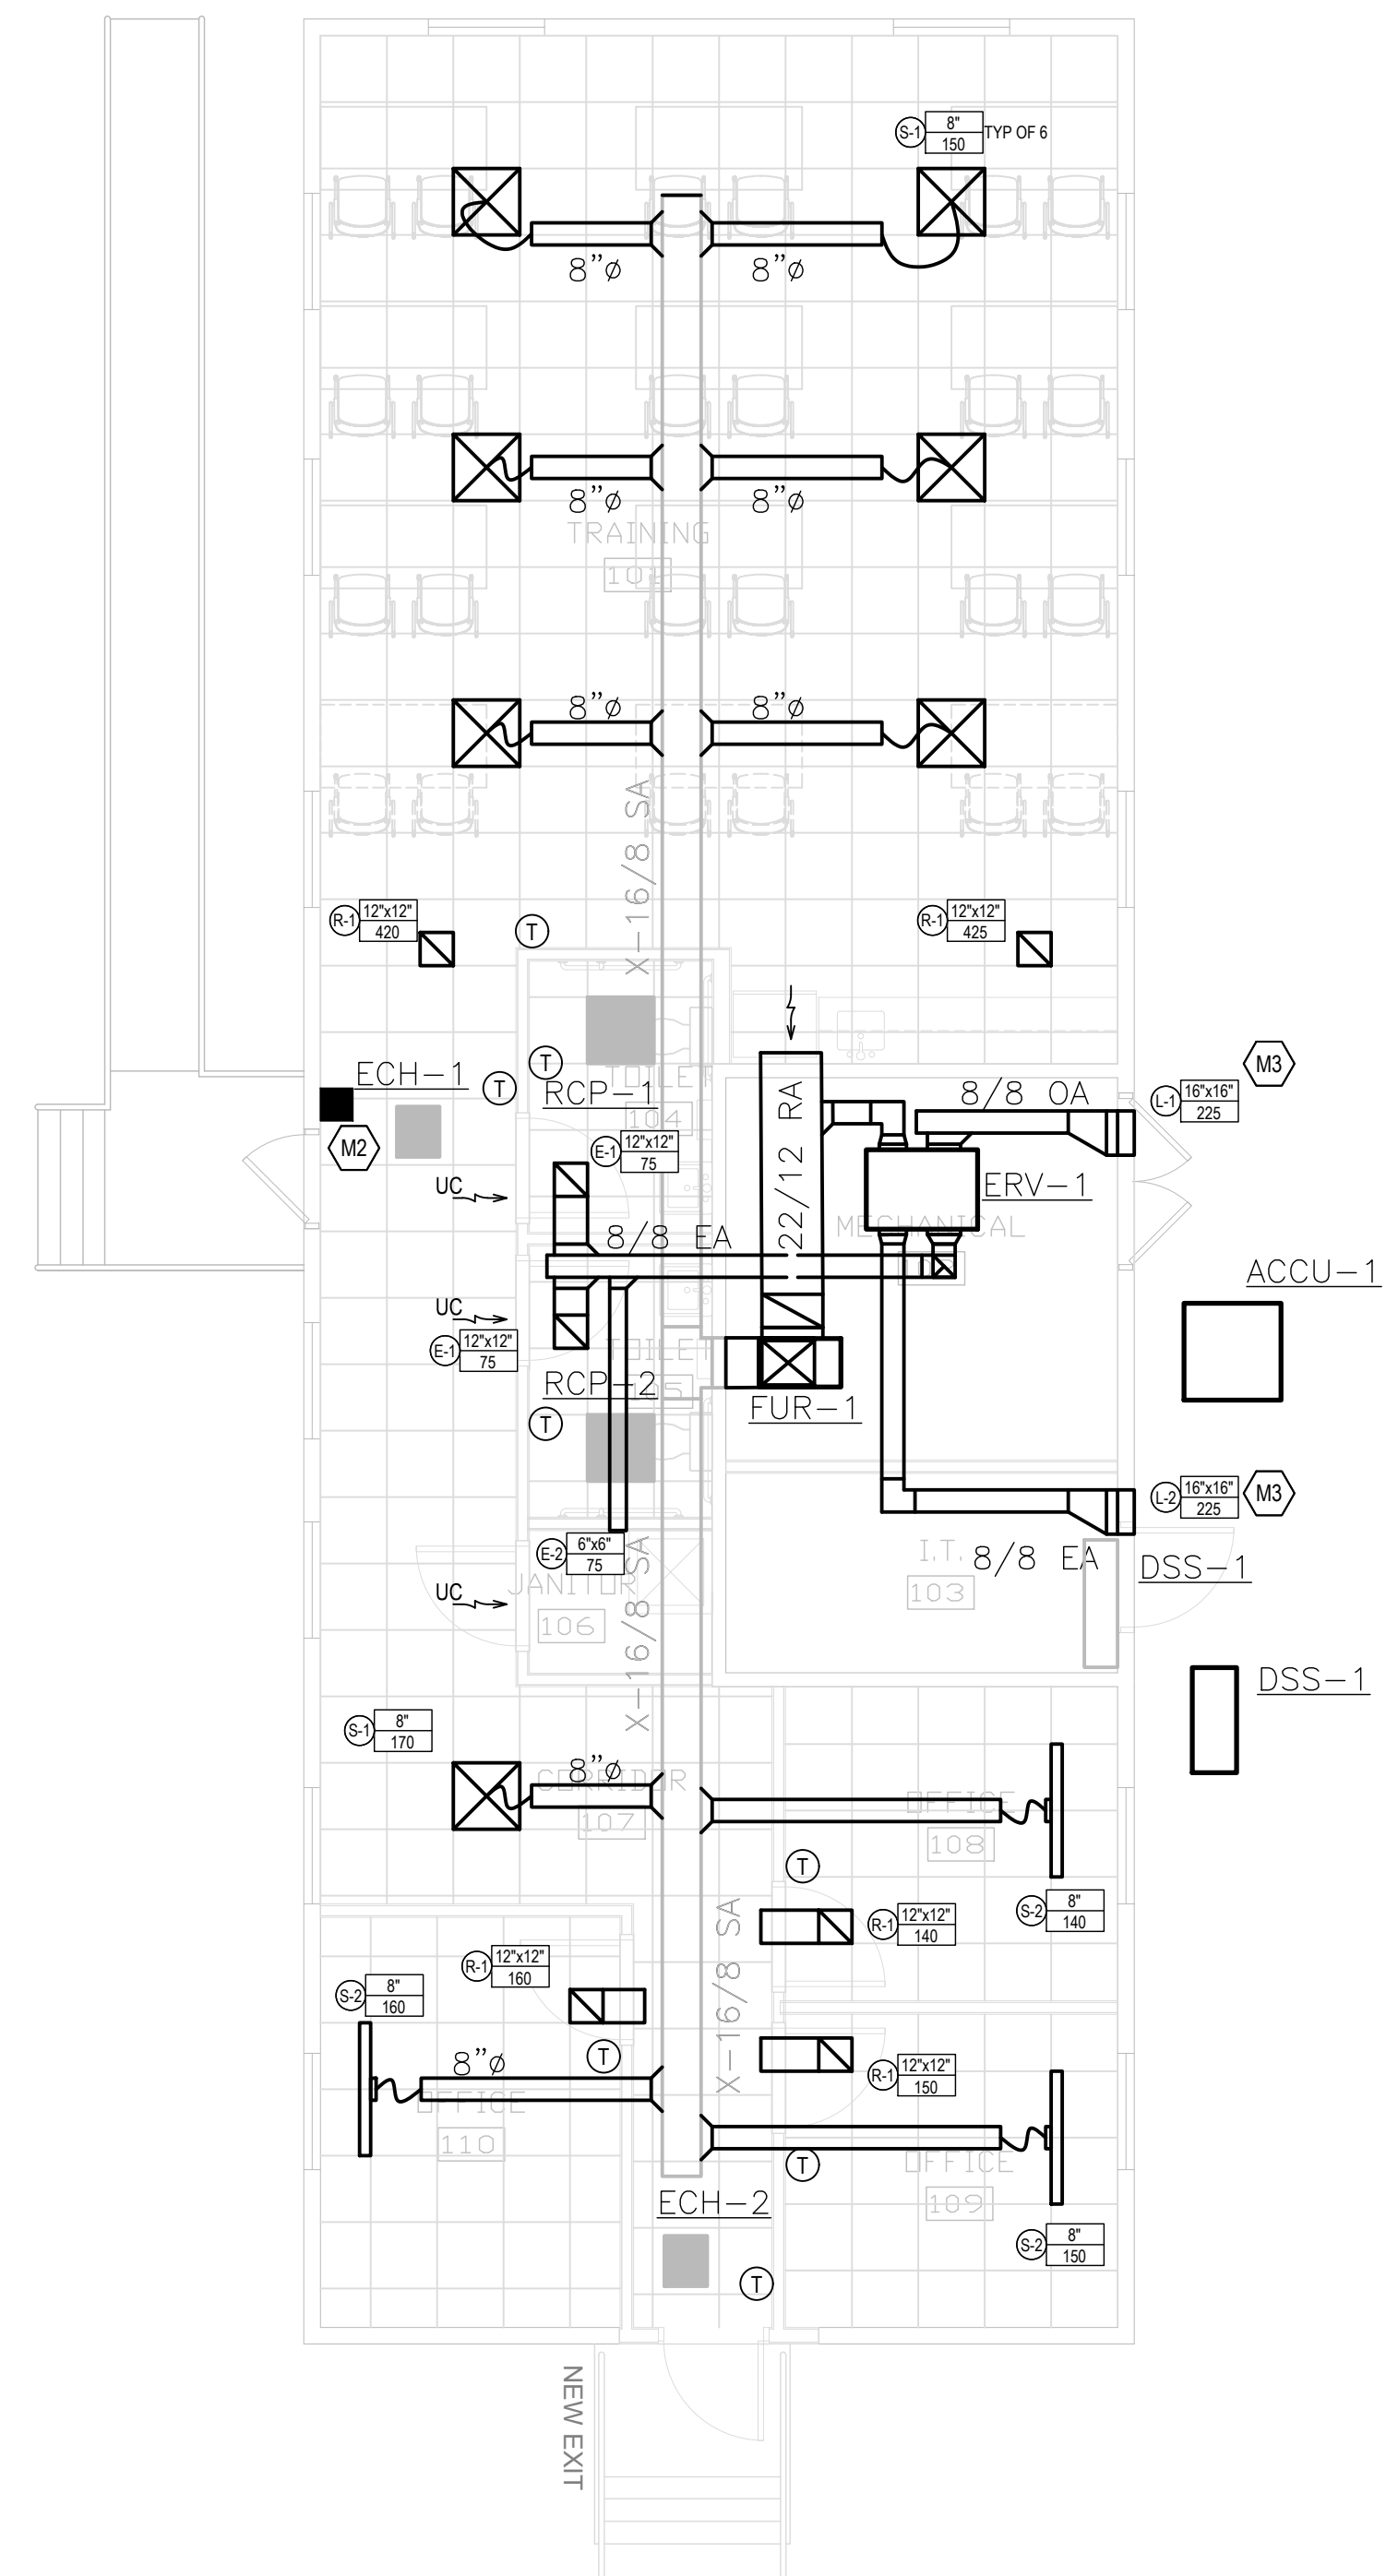 S-1 8" TYP OF 6
150
8"ø 8"ø
8"ø 8"ø
TRAINING
101
8"ø 8"ø
X-16/8 SA
R-1 12"x12"
420
T
R-1 12"x12"
425
ECH-1
T
T
TOILET
RCP-1
104
M2
E-1 12"x12"
75
22/12 RA
8/8 OA
L-1 16"x16"
225
M3
UC
ERV-1
MECHANICAL
8/8 EA
ACCU-1
UC
E-1 12"x12"
75
TOILET
105
RCP-2
FUR-1
T
L-2 16"x16"
225
M3
E-2 6"x6"
75
I.T.
103
8/8 EA
DSS-1
UC
JANITOR
106
X-16/8 SA
DSS-1
S-1 8"
170
8"ø
CORRIDOR
107
OFFICE
108
T
S-2 8"
140
R-1 12"x12"
140
X-16/8 SA
R-1 12"x12"
160
S-2 8"
160
T
8"ø
R-1 12"x12"
150
OFFICE
110
T
OFFICE
109
ECH-2
S-2 8"
150
T
NEW EXIT